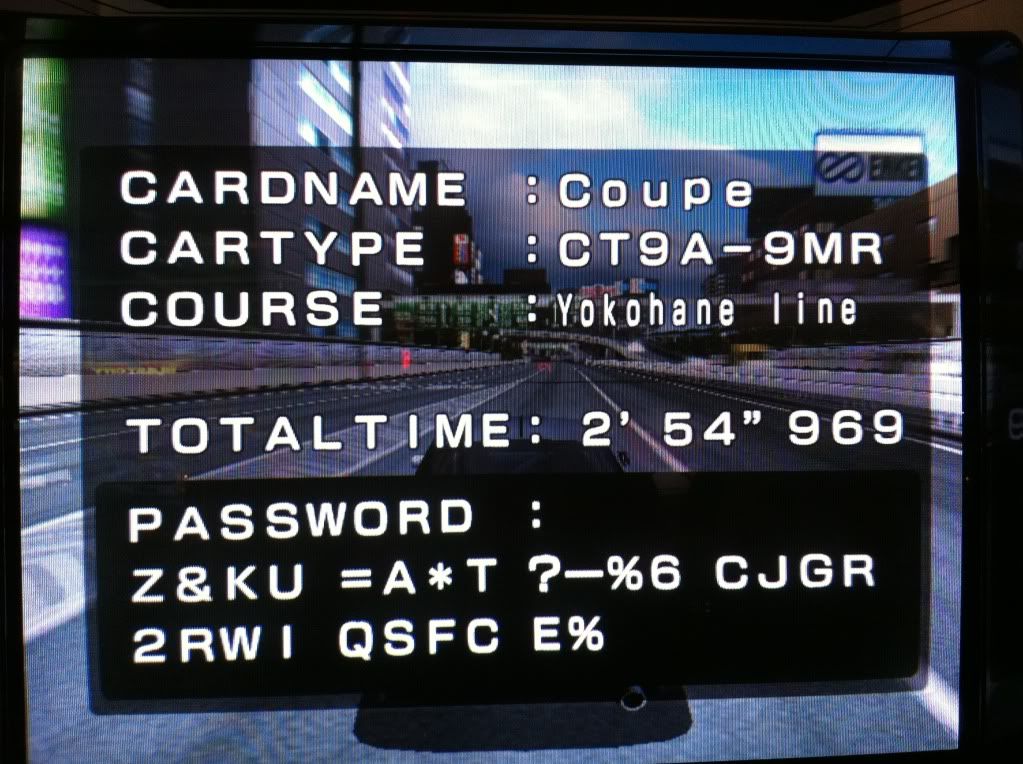 CARDNAME : Coupe
CARTYPE : CT9A-9MR
COURSE : Yokohane line
TOTALTIME: 2' 54" 969
PASSWORD :
Z&KU =A*T ?—%6 CJGR
2RWI QSFC E%